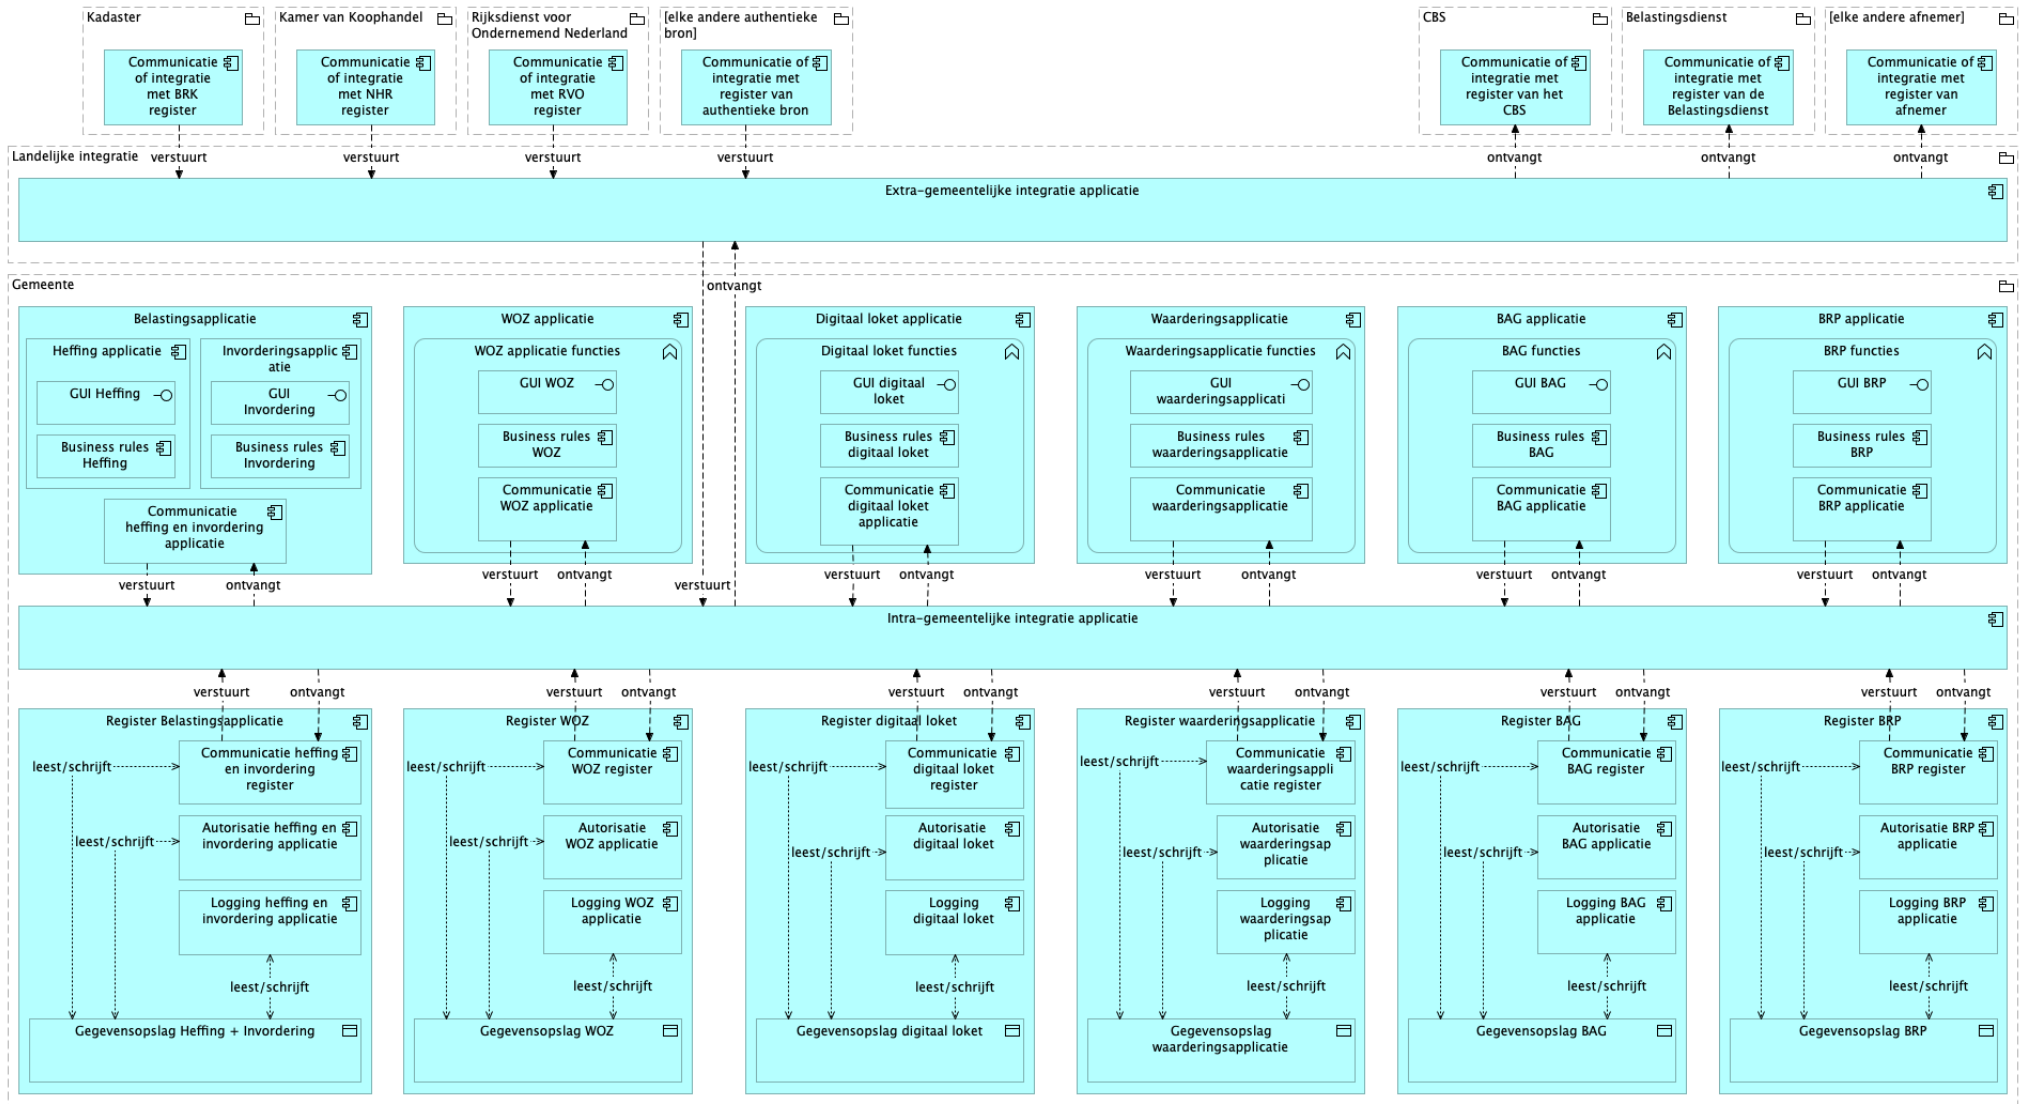 Kadaster
Kamer van Koophandel
Rijksdienst voor
Ondernemend Nederland
[elke andere authentieke
bron]
CBS
Belastingsdienst
[elke andere afnemer]
Communicatie
of integratie
met BRK
register
Communicatie
of integratie
met NHR
register
Communicatie
of integratie
met RVO
register
Communicatie of
integratie met
register van
authentieke bron
Communicatie of
integratie met
register van het
CBS
Communicatie of
integratie met
register van de
Belastingsdienst
Communicatie of
integratie met
register van
afnemer
Landelijke integratie
verstuurt
verstuurt
verstuurt
verstuurt
ontvangt
ontvangt
ontvangt
Extra-gemeentelijke integratie applicatie
ontvangt
Gemeente
Belastingsapplicatie
Heffing applicatie
GUI Heffing
Business rules
Heffing
Invorderingsapplic
atie
GUI
Invordering
Business rules
Invordering
Communicatie
heffing en invordering
applicatie
WOZ applicatie
WOZ applicatie functies
GUI WOZ
Business rules
WOZ
Communicatie
WOZ applicatie
Digitaal loket applicatie
Digitaal loket functies
GUI digitaal
loket
Business rules
digitaal loket
Communicatie
digitaal loket
applicatie
Waarderingsapplicatie
Waarderingsapplicatie functies
GUI
waarderingsapplicati
Business rules
waarderingsapplicatie
Communicatie
waarderingsapplicatie
BAG applicatie
BAG functies
GUI BAG
Business rules
BAG
Communicatie
BAG applicatie
BRP applicatie
BRP functies
GUI BRP
Business rules
BRP
Communicatie
BRP applicatie
verstuurt
ontvangt
verstuurt
ontvangt
verstuurt
verstuurt
ontvangt
verstuurt
ontvangt
verstuurt
ontvangt
verstuurt
ontvangt
Intra-gemeentelijke integratie applicatie
verstuurt
ontvangt
verstuurt
ontvangt
verstuurt
ontvangt
verstuurt
ontvangt
verstuurt
ontvangt
verstuurt
ontvangt
Register Belastingsapplicatie
Communicatie heffing
en invordering
register
leest/schrijft
Autorisatie heffing en
invordering applicatie
leest/schrijft
Logging heffing en
invordering applicatie
leest/schrijft
Gegevensopslag Heffing + Invordering
Register WOZ
Communicatie
WOZ register
leest/schrijft
Autorisatie
WOZ applicatie
leest/schrijft
Logging WOZ
applicatie
leest/schrijft
Gegevensopslag WOZ
Register digitaal loket
Communicatie
digitaal loket
register
leest/schrijft
Autorisatie
digitaal loket
leest/schrijft
Logging
digitaal loket
leest/schrijft
Gegevensopslag digitaal loket
Register waarderingsapplicatie
Communicatie
waarderingsappli
catie register
leest/schrijft
Autorisatie
waarderingsap
plicatie
leest/schrijft
Logging
waarderingsap
plicatie
leest/schrijft
Gegevensopslag
waarderingsapplicatie
Register BAG
Communicatie
BAG register
leest/schrijft
Autorisatie
BAG applicatie
leest/schrijft
Logging BAG
applicatie
leest/schrijft
Gegevensopslag BAG
Register BRP
Communicatie
BRP register
leest/schrijft
Autorisatie BRP
applicatie
leest/schrijft
Logging BRP
applicatie
leest/schrijft
Gegevensopslag BRP